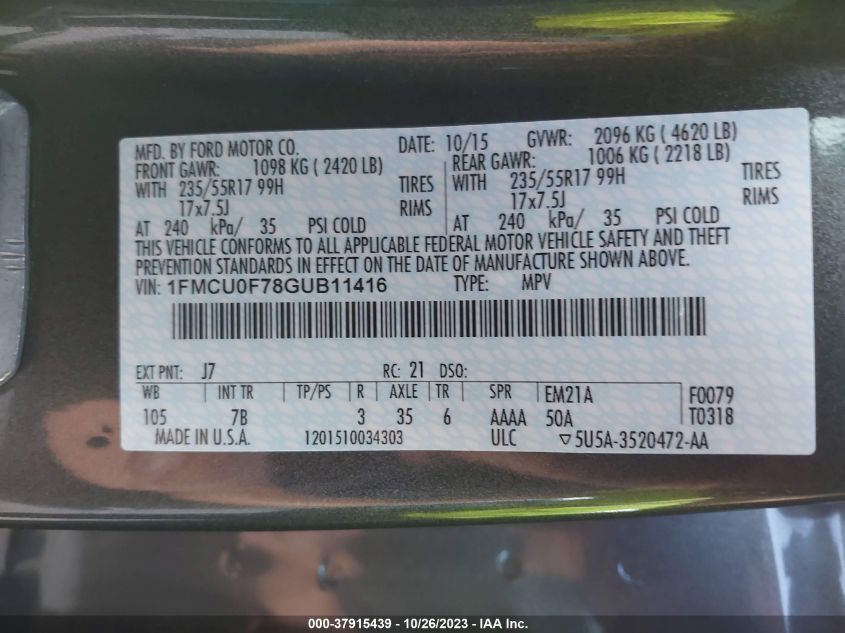 MFD. BY FORD MOTOR CO. DATE: 10/15 GVWR: 2096 KG ( 4620 LB)
FRONT GAWR: 1098 KG ( 2420 LB) REAR GAWR: 1006 KG ( 2218 LB)
WITH 235/55R17 99H TIRES WITH 235/55R17 99H TIRES
17x7.5J RIMS 17x7.5J RIMS
AT 240 kPa/ 35 PSI COLD AT 240 kPa/ 35 PSI COLD
THIS VEHICLE CONFORMS TO ALL APPLICABLE FEDERAL MOTOR VEHICLE SAFETY AND THEFT
PREVENTION STANDARDS IN EFFECT ON THE DATE OF MANUFACTURE SHOWN ABOVE.
VIN: 1FMCU0F78GUB11416 TYPE: MPV
EXT PNT: J7 RC: 21 DSO:
WB INT TR TP/PS R AXLE TR SPR EM21A F0079
105 7B 3 35 6 AAAA 50A T0318
MADE IN U.S.A. 1201510034303 ULC ▽5U5A-3520472-AA
000-37915439 - 10/26/2023 - IAA Inc.